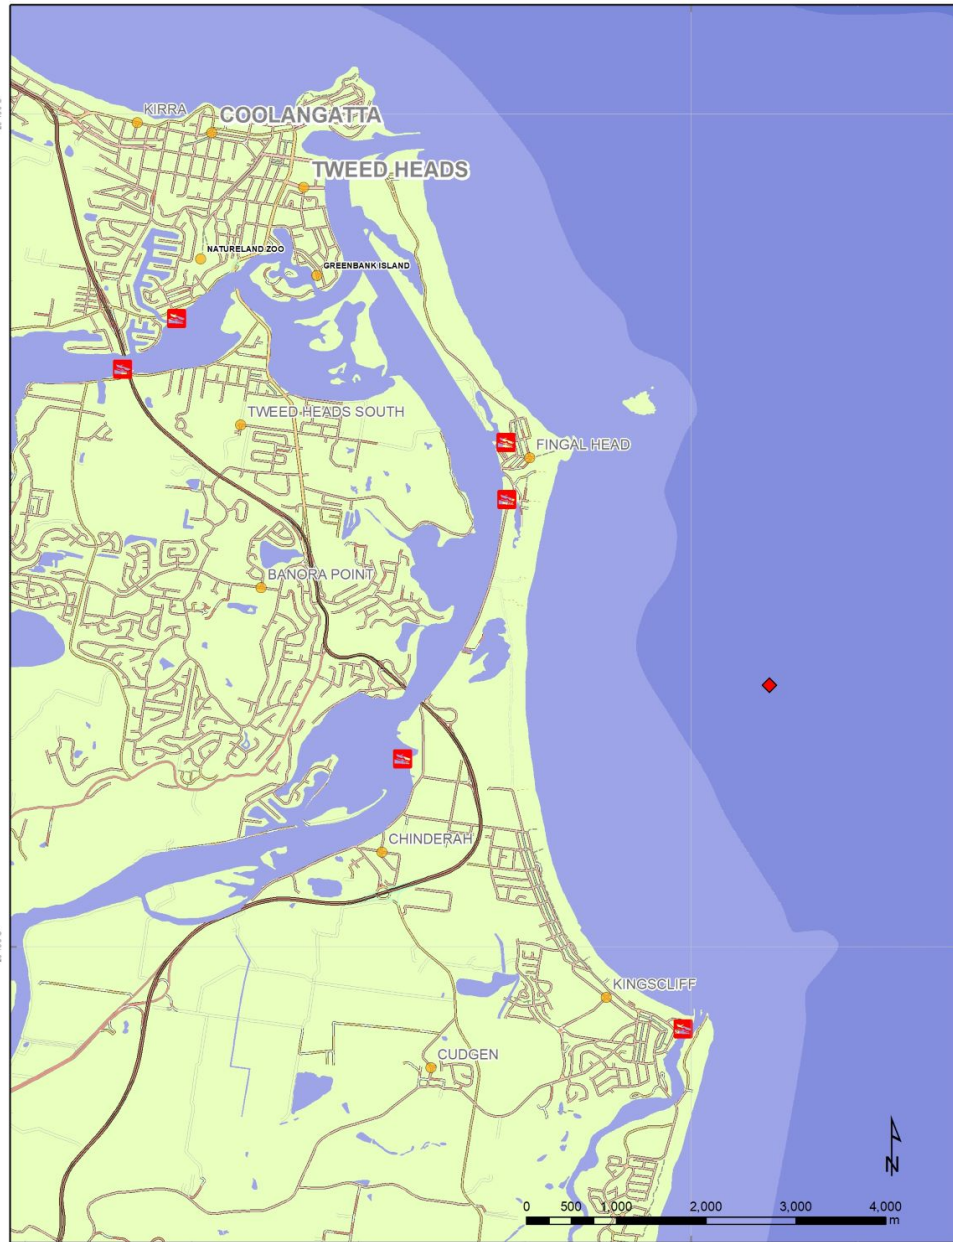 KIRRA
COOLANGATTA
TWEED HEADS
NATURELAND ZOO
GREENBANK ISLAND
TWEED HEADS SOUTH
FINGAL HEAD
BANORA POINT
CHINDERAH
KINGSCLIFF
CUDGEN
N
0 500 1,000 2,000 3,000 4,000
m